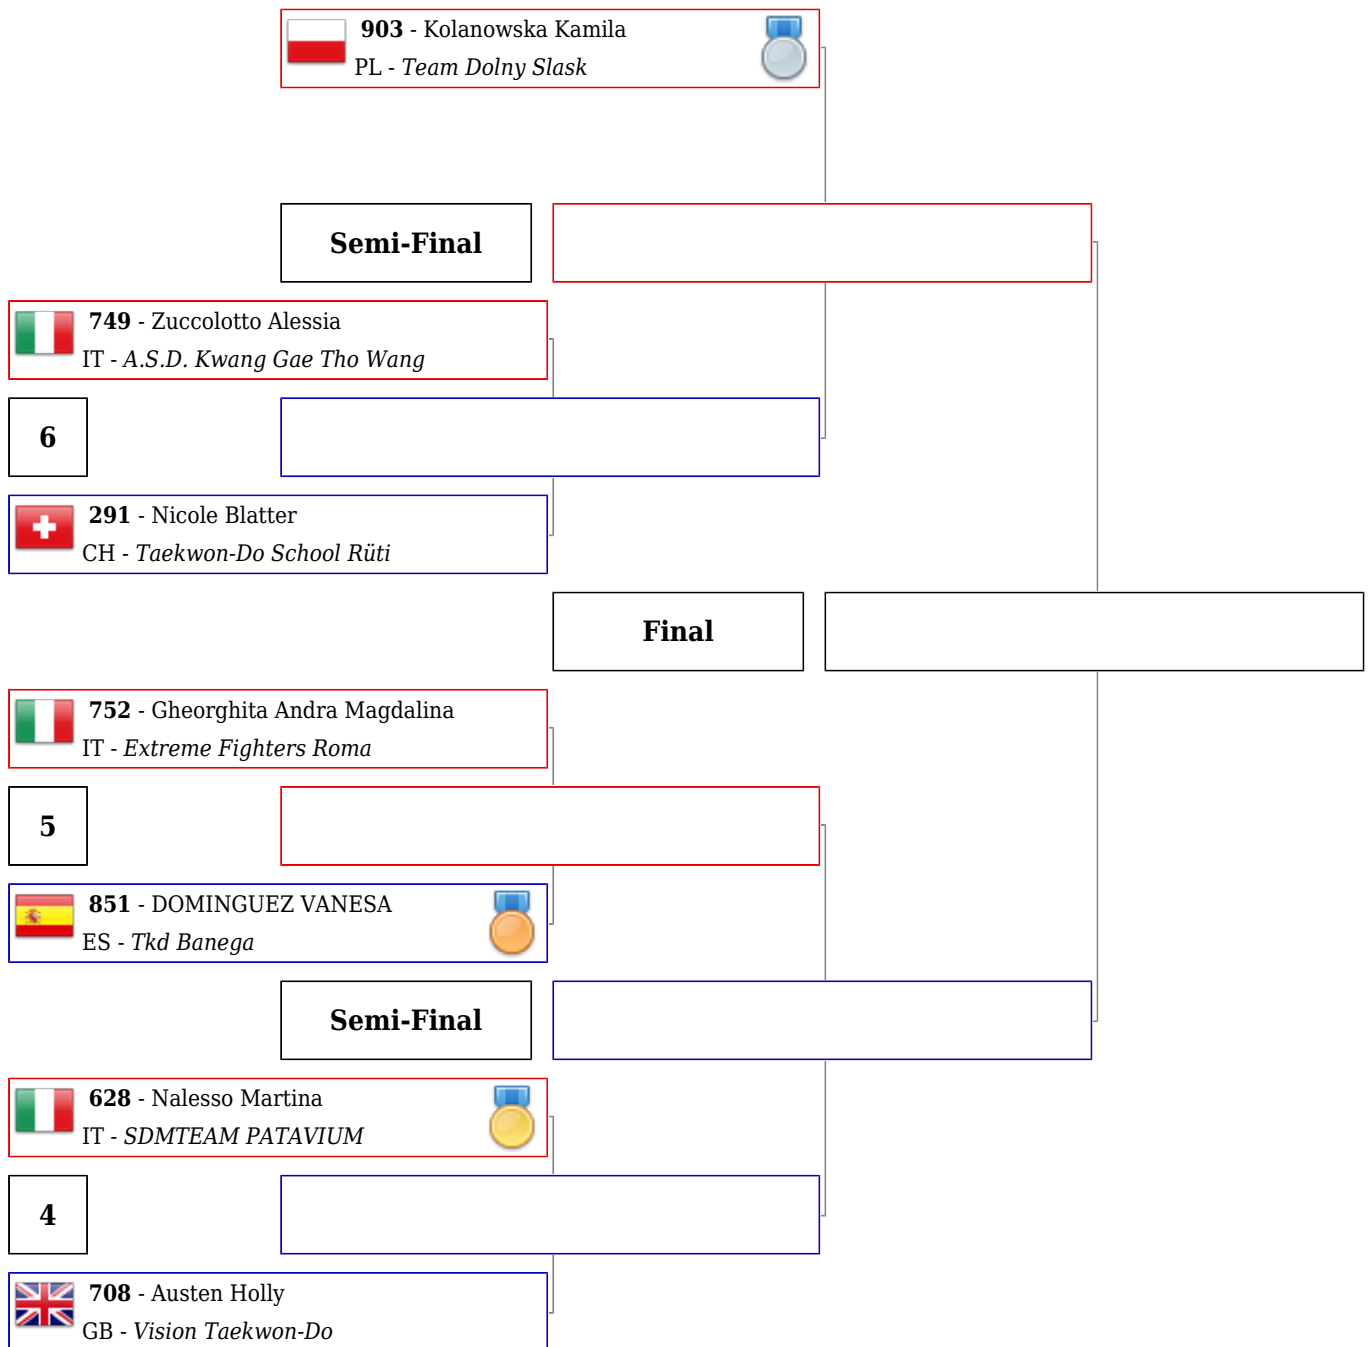 903 - Kolanowska Kamila
PL - Team Dolny Slask
Semi-Final
749 - Zuccolotto Alessia
IT - A.S.D. Kwang Gae Tho Wang
6
291 - Nicole Blatter
CH - Taekwon-Do School Rüti
Final
752 - Gheorghita Andra Magdalina
IT - Extreme Fighters Roma
5
851 - DOMINGUEZ VANESA
ES - Tkd Banega
Semi-Final
628 - Nalesso Martina
IT - SDMTEAM PATAVIUM
4
708 - Austen Holly
GB - Vision Taekwon-Do